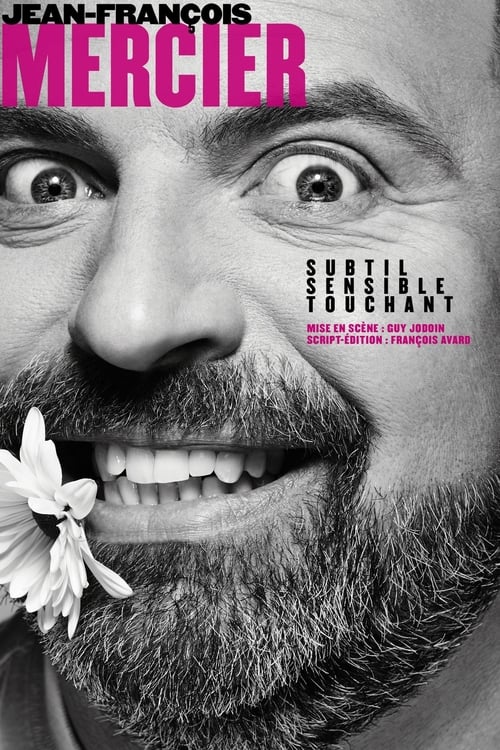 JEAN-FRANÇOIS
MERCIER
SUBTIL
SENSIBLE
TOUCHANT
MISE EN SCÈNE : GUY JODOIN
SCRIPT-ÉDITION : FRANÇOIS AVARD